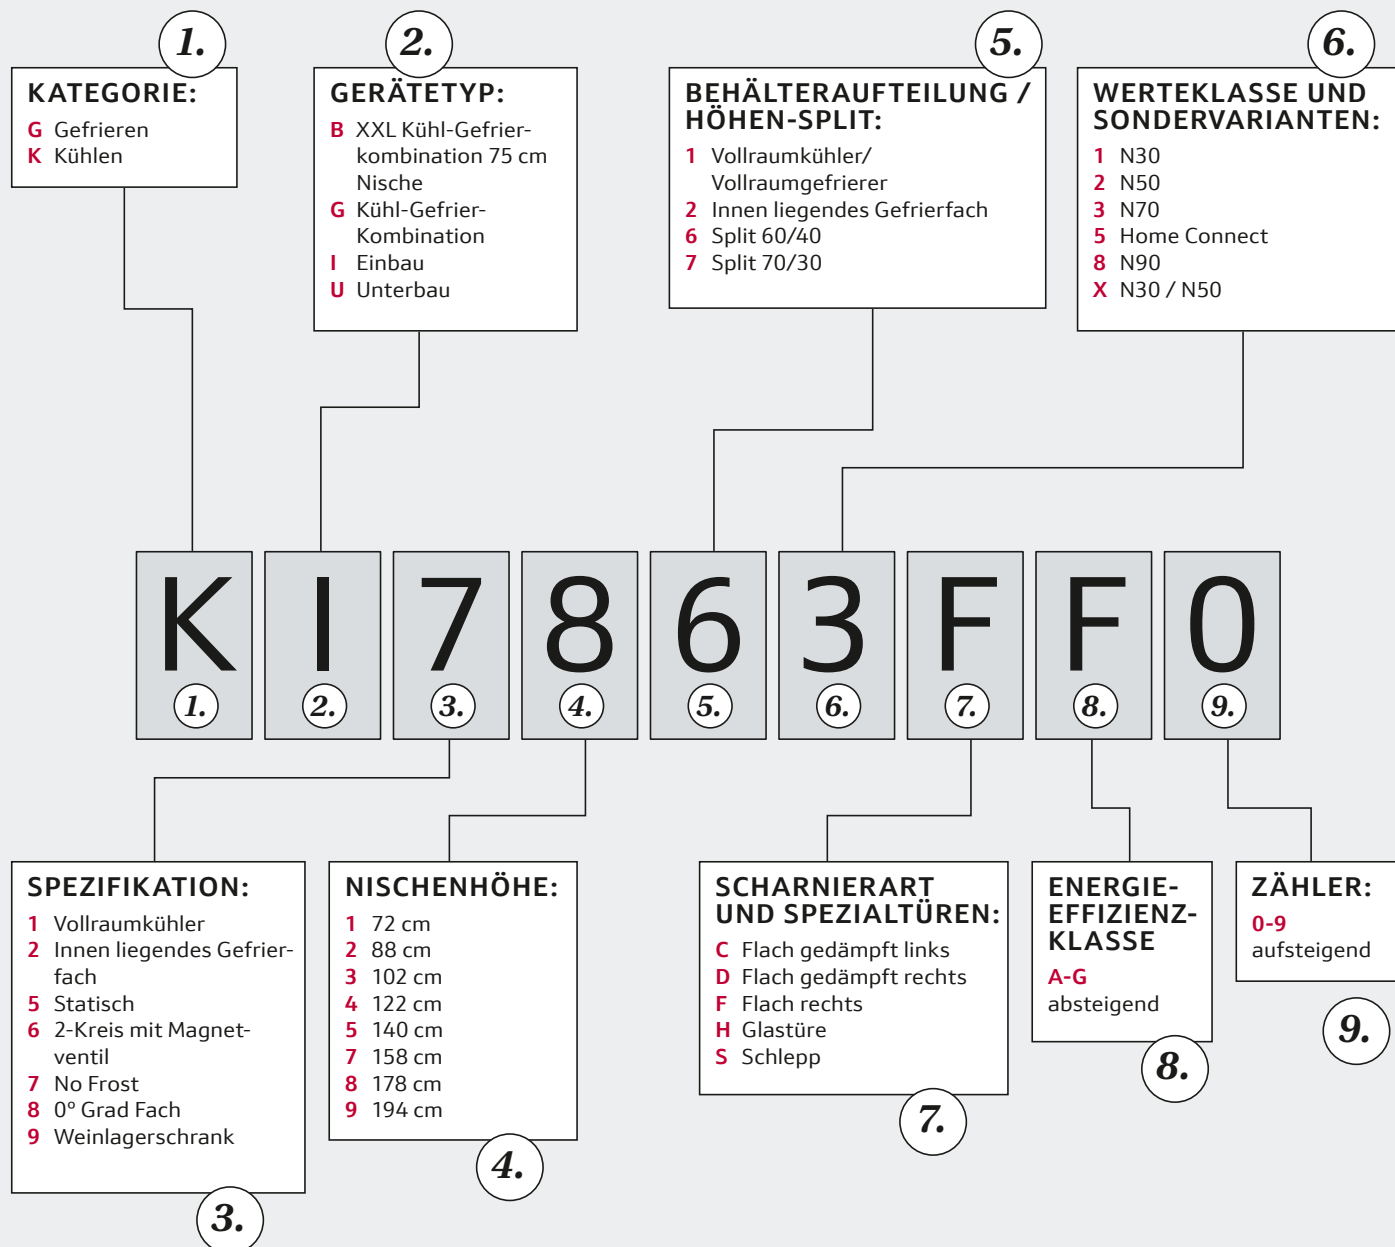 1.
KATEGORIE:
G Gefrieren
K Kühlen
2.
GERÄTETYP:
B XXL Kühl-Gefrier-
kombination 75 cm
Nische
G Kühl-Gefrier-
Kombination
I Einbau
U Unterbau
5.
BEHÄLTERAUFTEILUNG /
HÖHEN-SPLIT:
1 Vollraumkühler/
Vollraumgefrierer
2 Innen liegendes Gefrierfach
6 Split 60/40
7 Split 70/30
6.
WERTEKLASSE UND
SONDERVARIANTEN:
1 N30
2 N50
3 N70
5 Home Connect
8 N90
X N30 / N50
K I 7 8 6 3 F F 0
1. 2. 3. 4. 5. 6. 7. 8. 9.
SPEZIFIKATION:
1 Vollraumkühler
2 Innen liegendes Gefrier-
fach
5 Statisch
6 2-Kreis mit Magnet-
ventil
7 No Frost
8 0° Grad Fach
9 Weinlagerschrank
3.
NISCHENHÖHE:
1 72 cm
2 88 cm
3 102 cm
4 122 cm
5 140 cm
7 158 cm
8 178 cm
9 194 cm
4.
SCHARNIERART
UND SPEZIALTÜREN:
C Flach gedämpft links
D Flach gedämpft rechts
F Flach rechts
H Glastüre
S Schlepp
7.
ENERGIE-
EFFIZIENZ-
KLASSE
A-G
absteigend
8.
ZÄHLER:
0-9
aufsteigend
9.